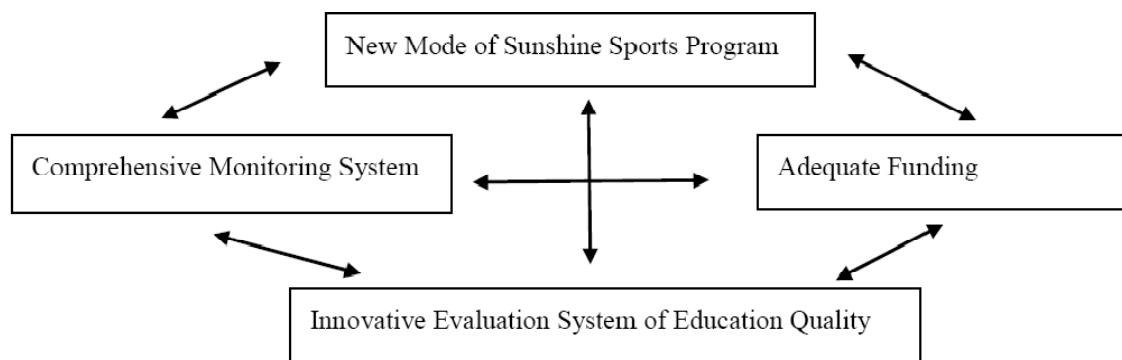 New Mode of Sunshine Sports Program
Comprehensive Monitoring System
Adequate Funding
Innovative Evaluation System of Education Quality